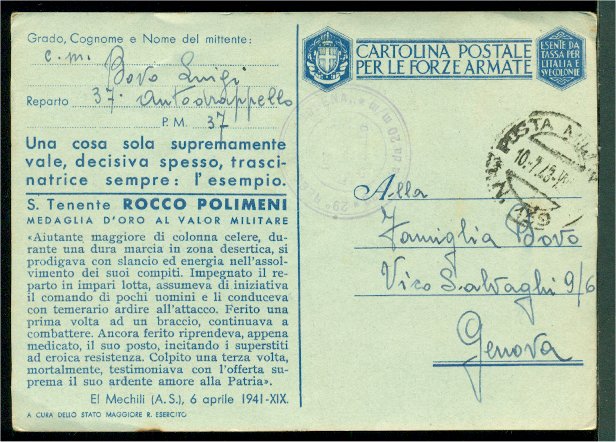 Grado, Cognome e Nome del mittente:
c.m. Bovo Luigi
Reparto 37°
P. M. 37
Una cosa sola supremamente
vale, decisiva spesso, trasci-
natrice sempre: l'esempio.
S. Tenente ROCCO POLIMENI
MEDAGLIA D'ORO AL VALOR MILITARE
«Aiutante maggiore di colonna celere, du-
rante una dura marcia in zona desertica, si
prodigava con slancio ed energia nell'assol-
vimento dei suoi compiti. Impegnato il re-
parto in impari lotta, assumeva di iniziativa
il comando di pochi uomini e li conduceva
con temerario ardire all'attacco. Ferito una
prima volta ad un braccio, continuava a
combattere. Ancora ferito riprendeva, appena
medicato, il suo posto, incitando i superstiti
ad eroica resistenza. Colpito una terza volta,
mortalmente, testimoniava con l'offerta su-
prema il suo ardente amore alla Patria».
El Mechili (A. S.), 6 aprile 1941-XIX.
A CURA DELLO STATO MAGGIORE R. ESERCITO
CARTOLINA POSTALE
PER LE FORZE ARMATE
ESENTE DA
TASSA PER
L'ITALIA E
SVE COLONIE
POSTA
Alla
Famiglia Bovo
Vico Salvaghi 9/6
Genova